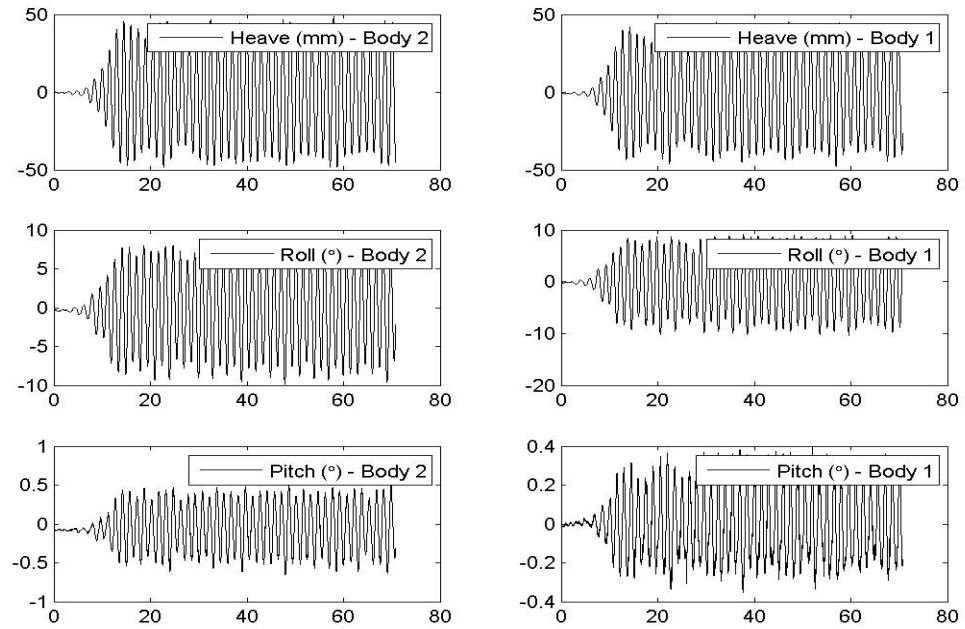 50
Heave (mm) - Body 2
0
-50
0 20 40 60 80
50
Heave (mm) - Body 1
0
-50
0 20 40 60 80
10
Roll (°) - Body 2
5
0
-5
-10
0 20 40 60 80
10
Roll (°) - Body 1
0
-10
-20
0 20 40 60 80
1
Pitch (°) - Body 2
0.5
0
-0.5
-1
0 20 40 60 80
0.4
Pitch (°) - Body 1
0.2
0
-0.2
-0.4
0 20 40 60 80